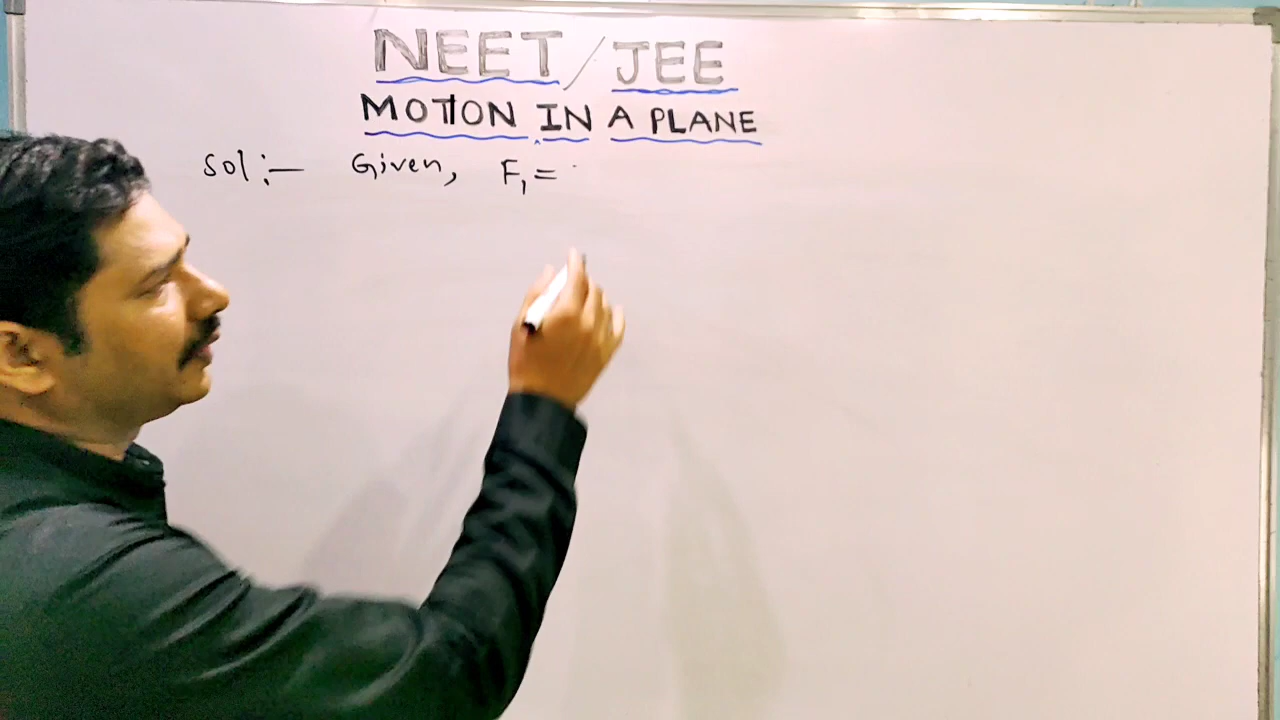 NEET/JEE
MOTION IN A PLANE
Sol:- Given, F₁=